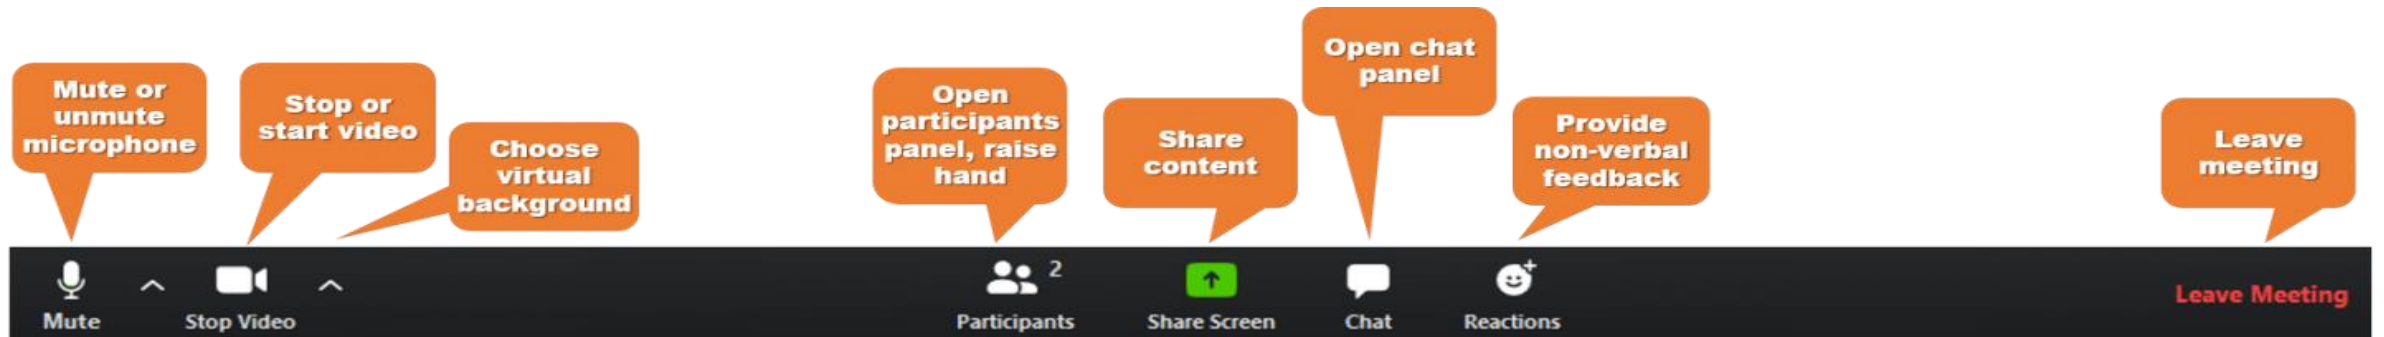 Mute or
unmute
microphone
Stop or
start video
Choose
virtual
background
Open
participants
panel, raise
hand
Share
content
Open chat
panel
Provide
non-verbal
feedback
Leave
meeting
Mute
Stop Video
2
Participants
Share Screen
Chat
Reactions
Leave Meeting